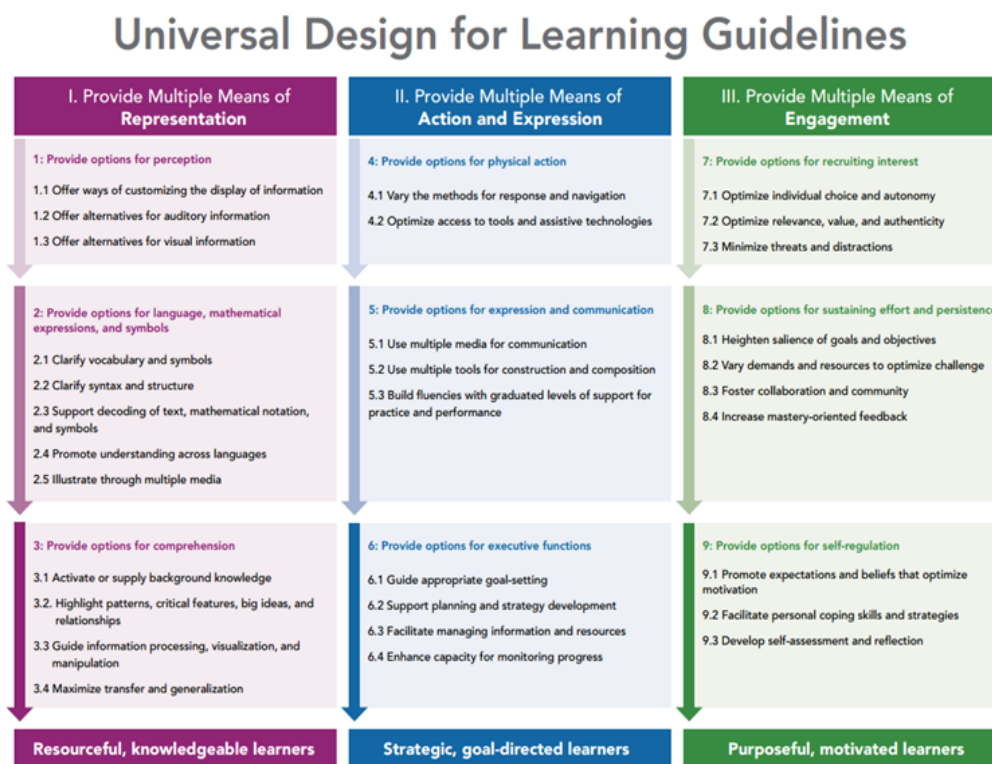 Universal Design for Learning Guidelines
I. Provide Multiple Means of
Representation
1: Provide options for perception
1.1 Offer ways of customizing the display of information
1.2 Offer alternatives for auditory information
1.3 Offer alternatives for visual information
2: Provide options for language, mathematical
expressions, and symbols
2.1 Clarify vocabulary and symbols
2.2 Clarify syntax and structure
2.3 Support decoding of text, mathematical notation,
and symbols
2.4 Promote understanding across languages
2.5 Illustrate through multiple media
3: Provide options for comprehension
3.1 Activate or supply background knowledge
3.2. Highlight patterns, critical features, big ideas, and
relationships
3.3 Guide information processing, visualization, and
manipulation
3.4 Maximize transfer and generalization
Resourceful, knowledgeable learners
II. Provide Multiple Means of
Action and Expression
4: Provide options for physical action
4.1 Vary the methods for response and navigation
4.2 Optimize access to tools and assistive technologies
5: Provide options for expression and communication
5.1 Use multiple media for communication
5.2 Use multiple tools for construction and composition
5.3 Build fluencies with graduated levels of support for
practice and performance
6: Provide options for executive functions
6.1 Guide appropriate goal-setting
6.2 Support planning and strategy development
6.3 Facilitate managing information and resources
6.4 Enhance capacity for monitoring progress
Strategic, goal-directed learners
III. Provide Multiple Means of
Engagement
7: Provide options for recruiting interest
7.1 Optimize individual choice and autonomy
7.2 Optimize relevance, value, and authenticity
7.3 Minimize threats and distractions
8: Provide options for sustaining effort and persistence
8.1 Heighten salience of goals and objectives
8.2 Vary demands and resources to optimize challenge
8.3 Foster collaboration and community
8.4 Increase mastery-oriented feedback
9: Provide options for self-regulation
9.1 Promote expectations and beliefs that optimize
motivation
9.2 Facilitate personal coping skills and strategies
9.3 Develop self-assessment and reflection
Purposeful, motivated learners